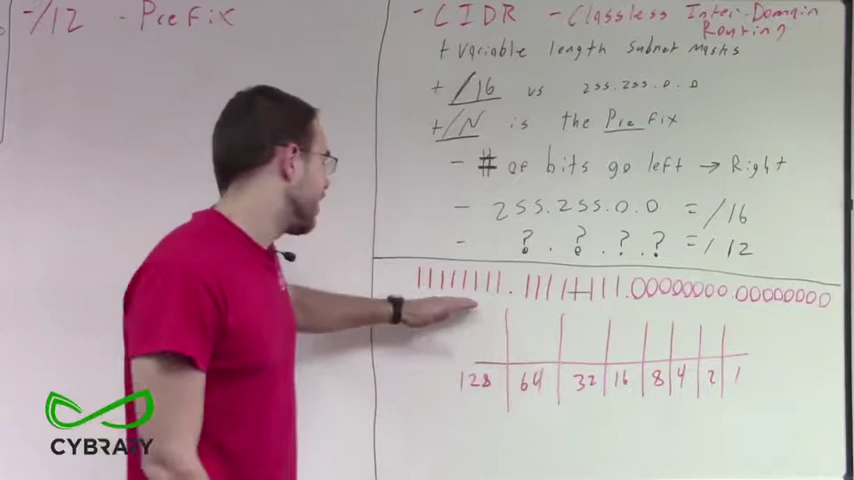 -/12 - Prefix
- CIDR - Classless Inter-Domain Routing
+ Variable length subnet masks
+ /16 vs 255.255.0.0
+ /N is the Prefix
- # of bits go left → Right
- 255.255.0.0 = /16
- ?.?.?.? = /12
11111111.11111111.00000000.00000000
128 64 32 16 8 4 2 1
CYBRARY